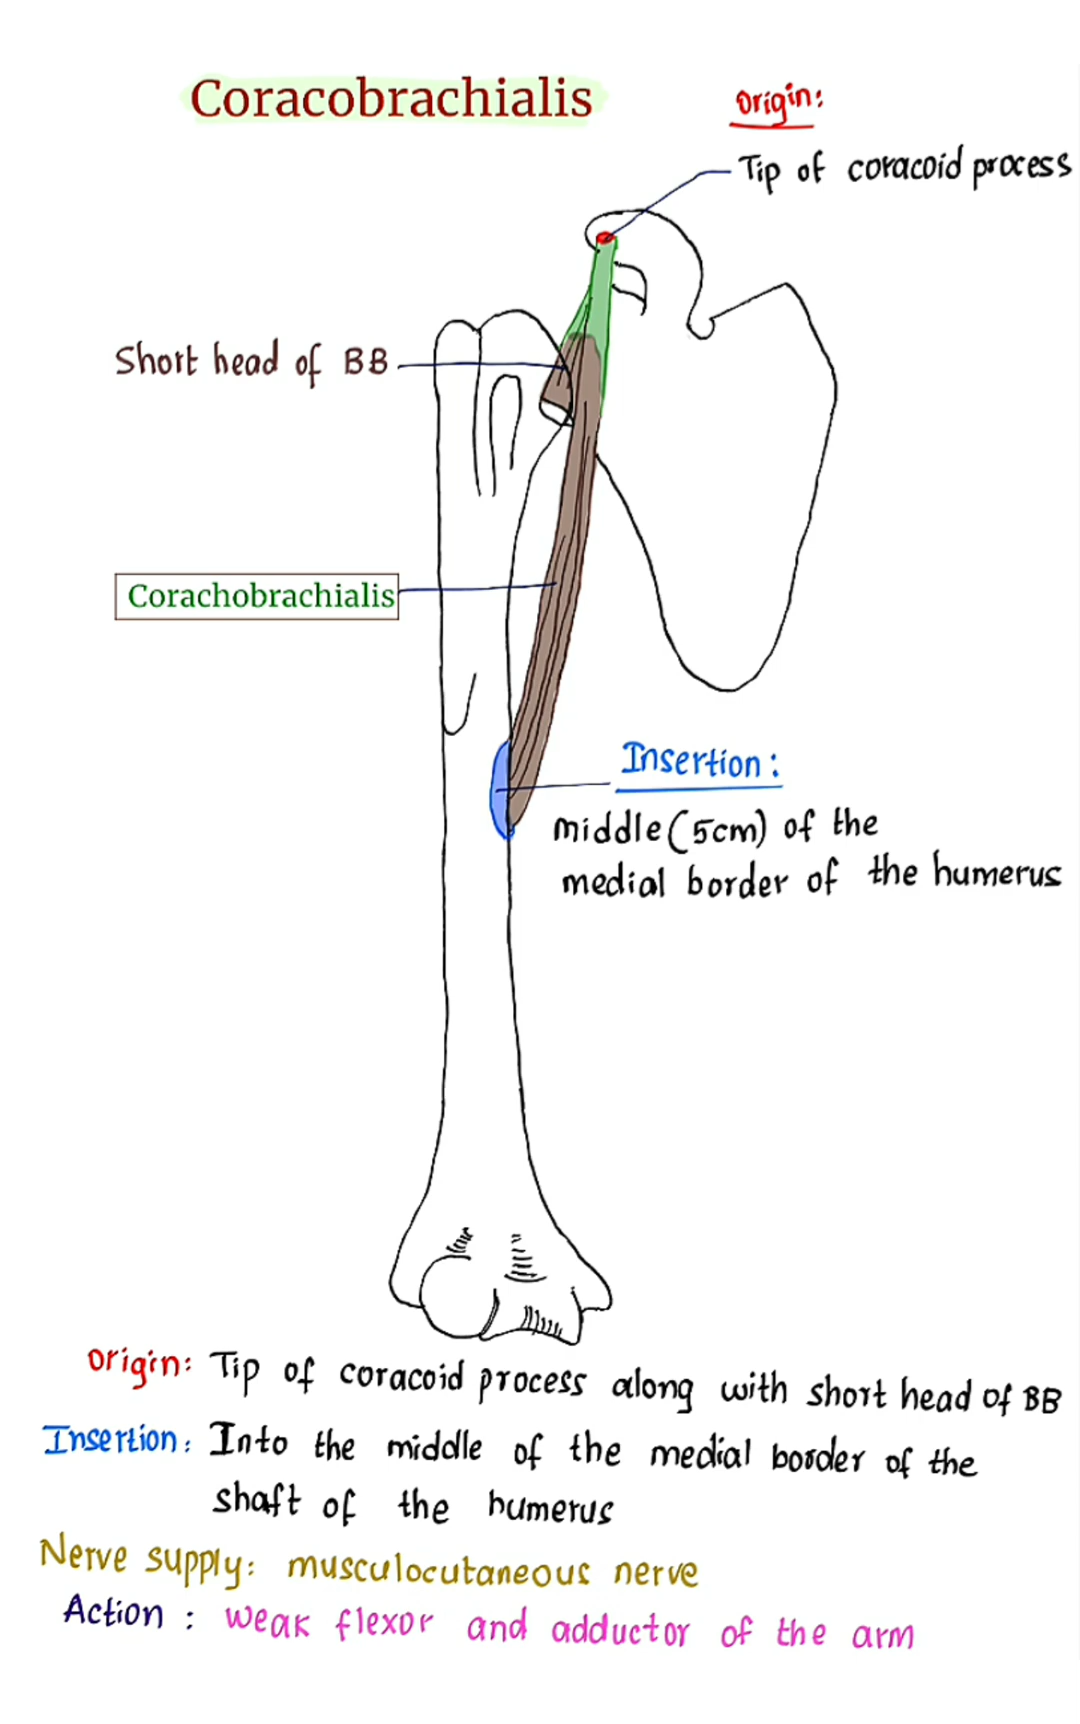 Coracobrachialis
Origin:
Tip of coracoid process
Short head of BB
Corachobrachialis
Insertion:
middle (5cm) of the
medial border of the humerus
Origin: Tip of coracoid process along with short head of BB
Insertion: Into the middle of the medial border of the
shaft of the humerus
Nerve supply: musculocutaneous nerve
Action : weak flexor and adductor of the arm